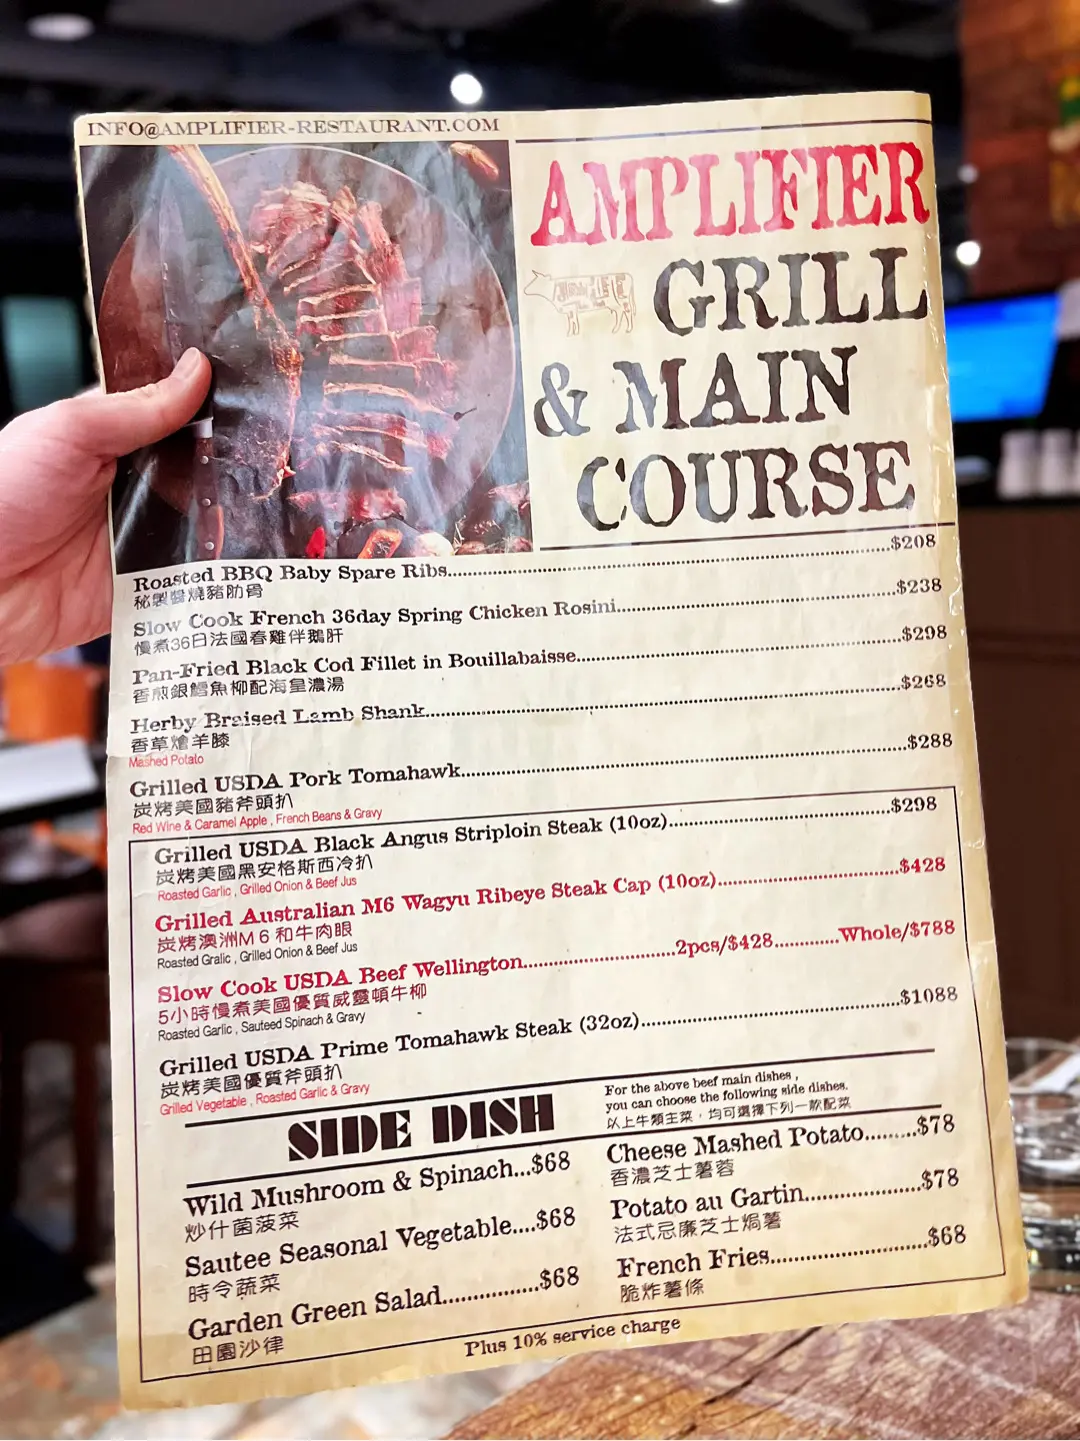 INFO@AMPLIFIER-RESTAURANT.COM
AMPLIFIER
GRILL
& MAIN
COURSE
Roasted BBQ Baby Spare Ribs...$208
秘製醬燒豬肋骨
Slow Cook French 36day Spring Chicken Rosini...$238
慢煮36日法國春雞伴鵝肝
Pan-Fried Black Cod Fillet in Bouillabaisse...$298
香煎銀鱈魚柳配海皇濃湯
Herby Braised Lamb Shank...$268
香草燴羊膝
Mashed Potato
Grilled USDA Pork Tomahawk...$288
炭烤美國豬斧頭扒
Red Wine & Caramel Apple , French Beans & Gravy
Grilled USDA Black Angus Striploin Steak (10oz)...$298
炭烤美國黑安格斯西冷扒
Roasted Garlic , Grilled Onion & Beef Jus
Grilled Australian M6 Wagyu Ribeye Steak Cap (10oz)...$428
炭烤澳洲M6和牛肉眼
Roasted Gralic , Grilled Onion & Beef Jus
Slow Cook USDA Beef Wellington...2pcs/$428...Whole/$788
5小時慢煮美國優質威靈頓牛柳
Roasted Garlic , Sauteed Spinach & Gravy
Grilled USDA Prime Tomahawk Steak (32oz)...$1088
炭烤美國優質斧頭扒
Grilled Vegetable , Roasted Garlic & Gravy
SIDE DISH
For the above beef main dishes ,
you can choose the following side dishes.
以上牛類主菜，均可選擇下列一款配菜
Wild Mushroom & Spinach...$68
炒什菌菠菜
Sautee Seasonal Vegetable....$68
時令蔬菜
Garden Green Salad...$68
田園沙律
Cheese Mashed Potato...$78
香濃芝士薯蓉
Potato au Gartin...$78
法式忌廉芝士焗薯
French Fries...$68
脆炸薯條
Plus 10% service charge